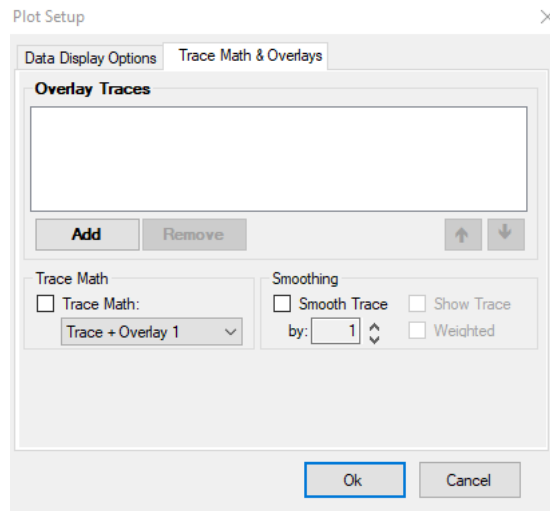 Plot Setup
Data Display Options
Trace Math & Overlays
Overlay Traces
Add
Remove
Trace Math
Trace Math:
Trace + Overlay 1
Smoothing
Smooth Trace
Show Trace
by:
1
Weighted
Ok
Cancel